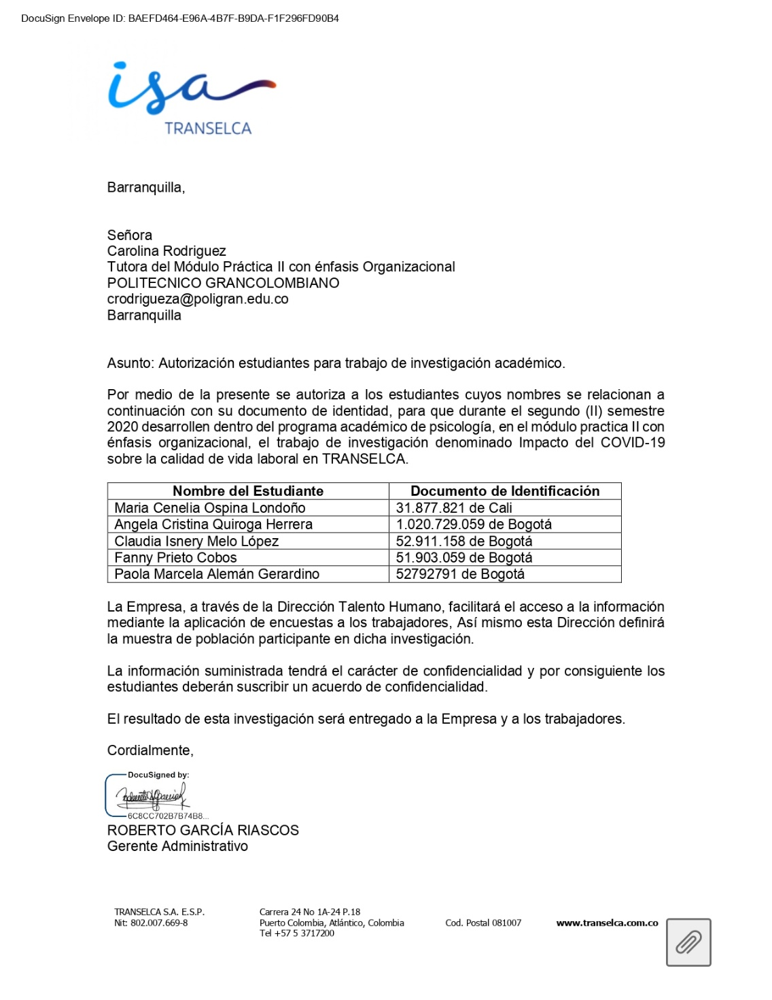 DocuSign Envelope ID: BAEFD464-E96A-4B7F-B9DA-F1F296FD90B4
isa
TRANSELCA
Barranquilla,
Señora
Carolina Rodriguez
Tutora del Módulo Práctica II con énfasis Organizacional
POLITECNICO GRANCOLOMBIANO
crodrigueza@poligran.edu.co
Barranquilla
Asunto: Autorización estudiantes para trabajo de investigación académico.
Por medio de la presente se autoriza a los estudiantes cuyos nombres se relacionan a
continuación con su documento de identidad, para que durante el segundo (II) semestre
2020 desarrollen dentro del programa académico de psicología, en el módulo practica II con
énfasis organizacional, el trabajo de investigación denominado Impacto del COVID-19
sobre la calidad de vida laboral en TRANSELCA.
Nombre del Estudiante Documento de Identificación
Maria Cenelia Ospina Londoño 31.877.821 de Cali
Angela Cristina Quiroga Herrera 1.020.729.059 de Bogotá
Claudia Isnery Melo López 52.911.158 de Bogotá
Fanny Prieto Cobos 51.903.059 de Bogotá
Paola Marcela Alemán Gerardino 52792791 de Bogotá
La Empresa, a través de la Dirección Talento Humano, facilitará el acceso a la información
mediante la aplicación de encuestas a los trabajadores, Así mismo esta Dirección definirá
la muestra de población participante en dicha investigación.
La información suministrada tendrá el carácter de confidencialidad y por consiguiente los
estudiantes deberán suscribir un acuerdo de confidencialidad.
El resultado de esta investigación será entregado a la Empresa y a los trabajadores.
Cordialmente,
DocuSigned by:
6C8CC702B7B74B8...
ROBERTO GARCÍA RIASCOS
Gerente Administrativo
TRANSELCA S.A. E.S.P. Carrera 24 No 1A-24 P.18
Nit: 802.007.669-8 Puerto Colombia, Atlántico, Colombia Cod. Postal 081007 www.transelca.com.co
Tel +57 5 3717200